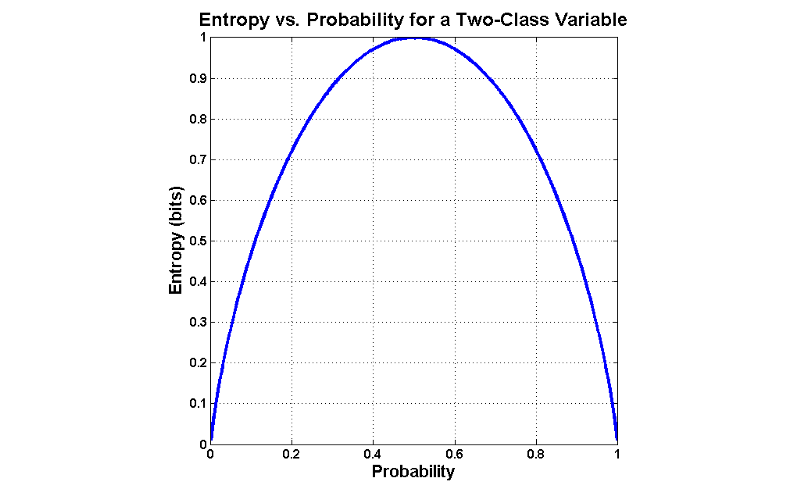 Entropy vs. Probability for a Two-Class Variable
1
0.9
0.8
0.7
0.6
0.5
0.4
0.3
0.2
0.1
0
Entropy (bits)
0 0.2 0.4 0.6 0.8 1
Probability